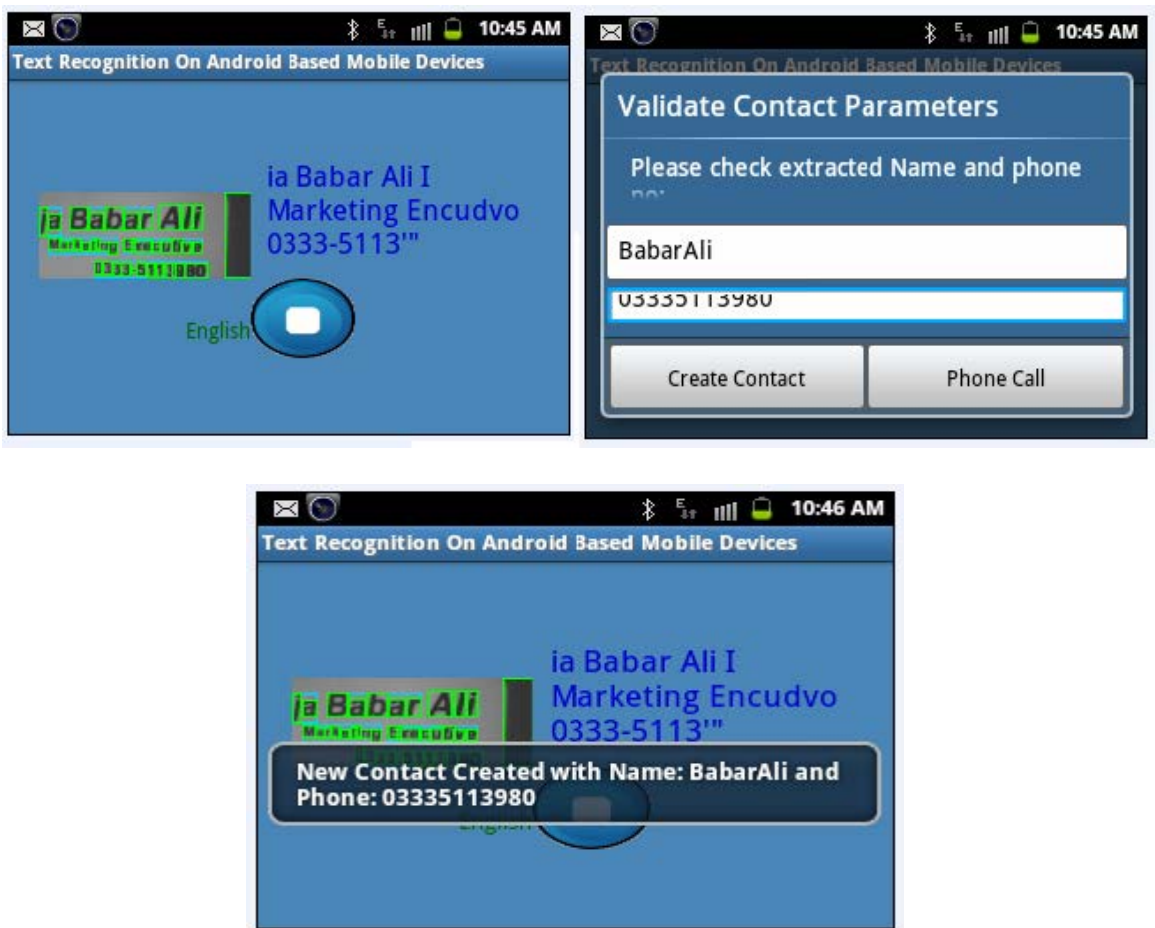 10:45 AM
Text Recognition On Android Based Mobile Devices
ja Babar Ali
Marketing Executive
0333-5113980
ia Babar Ali I
Marketing Encudvo
0333-5113'"
English
10:45 AM
Text Recognition On Android Based Mobile Devices
Validate Contact Parameters
Please check extracted Name and phone
no:
BabarAli
03335113980
Create Contact
Phone Call
10:46 AM
Text Recognition On Android Based Mobile Devices
ja Babar Ali
Marketing Executive
ia Babar Ali I
Marketing Encudvo
0333-5113'"
New Contact Created with Name: BabarAli and
Phone: 03335113980
English